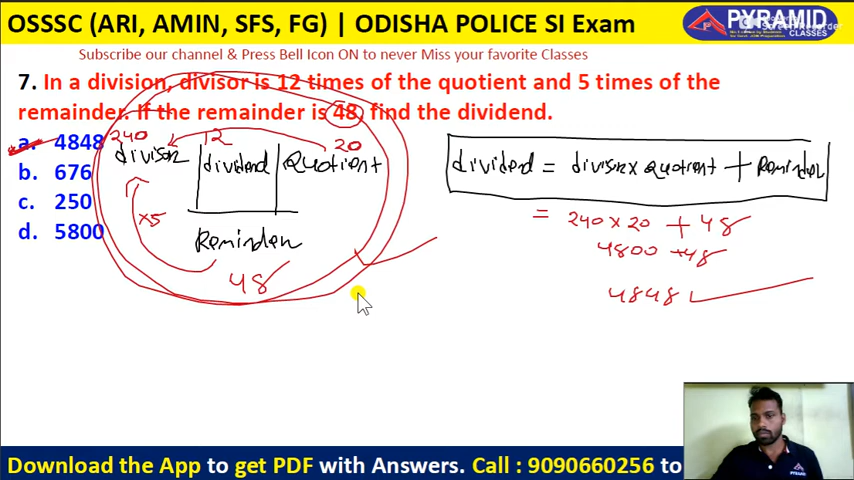 OSSSC (ARI, AMIN, SFS, FG) | ODISHA POLICE SI Exam
PYRAMID
CLASSES
Subscribe our channel & Press Bell Icon ON to never Miss your favorite Classes
7. In a division, divisor is 12 times of the quotient and 5 times of the
remainder. If the remainder is 48 find the dividend.
a. 4848
b. 676
c. 250
d. 5800
240 12 20
divisor dividend Quotient
×5
Reminder
48
dividend = divisor x Quotient + Reminder
= 240 × 20 + 48
4800 + 48
4848
PYRAMID
Download the App to get PDF with Answers. Call : 9090660256 to